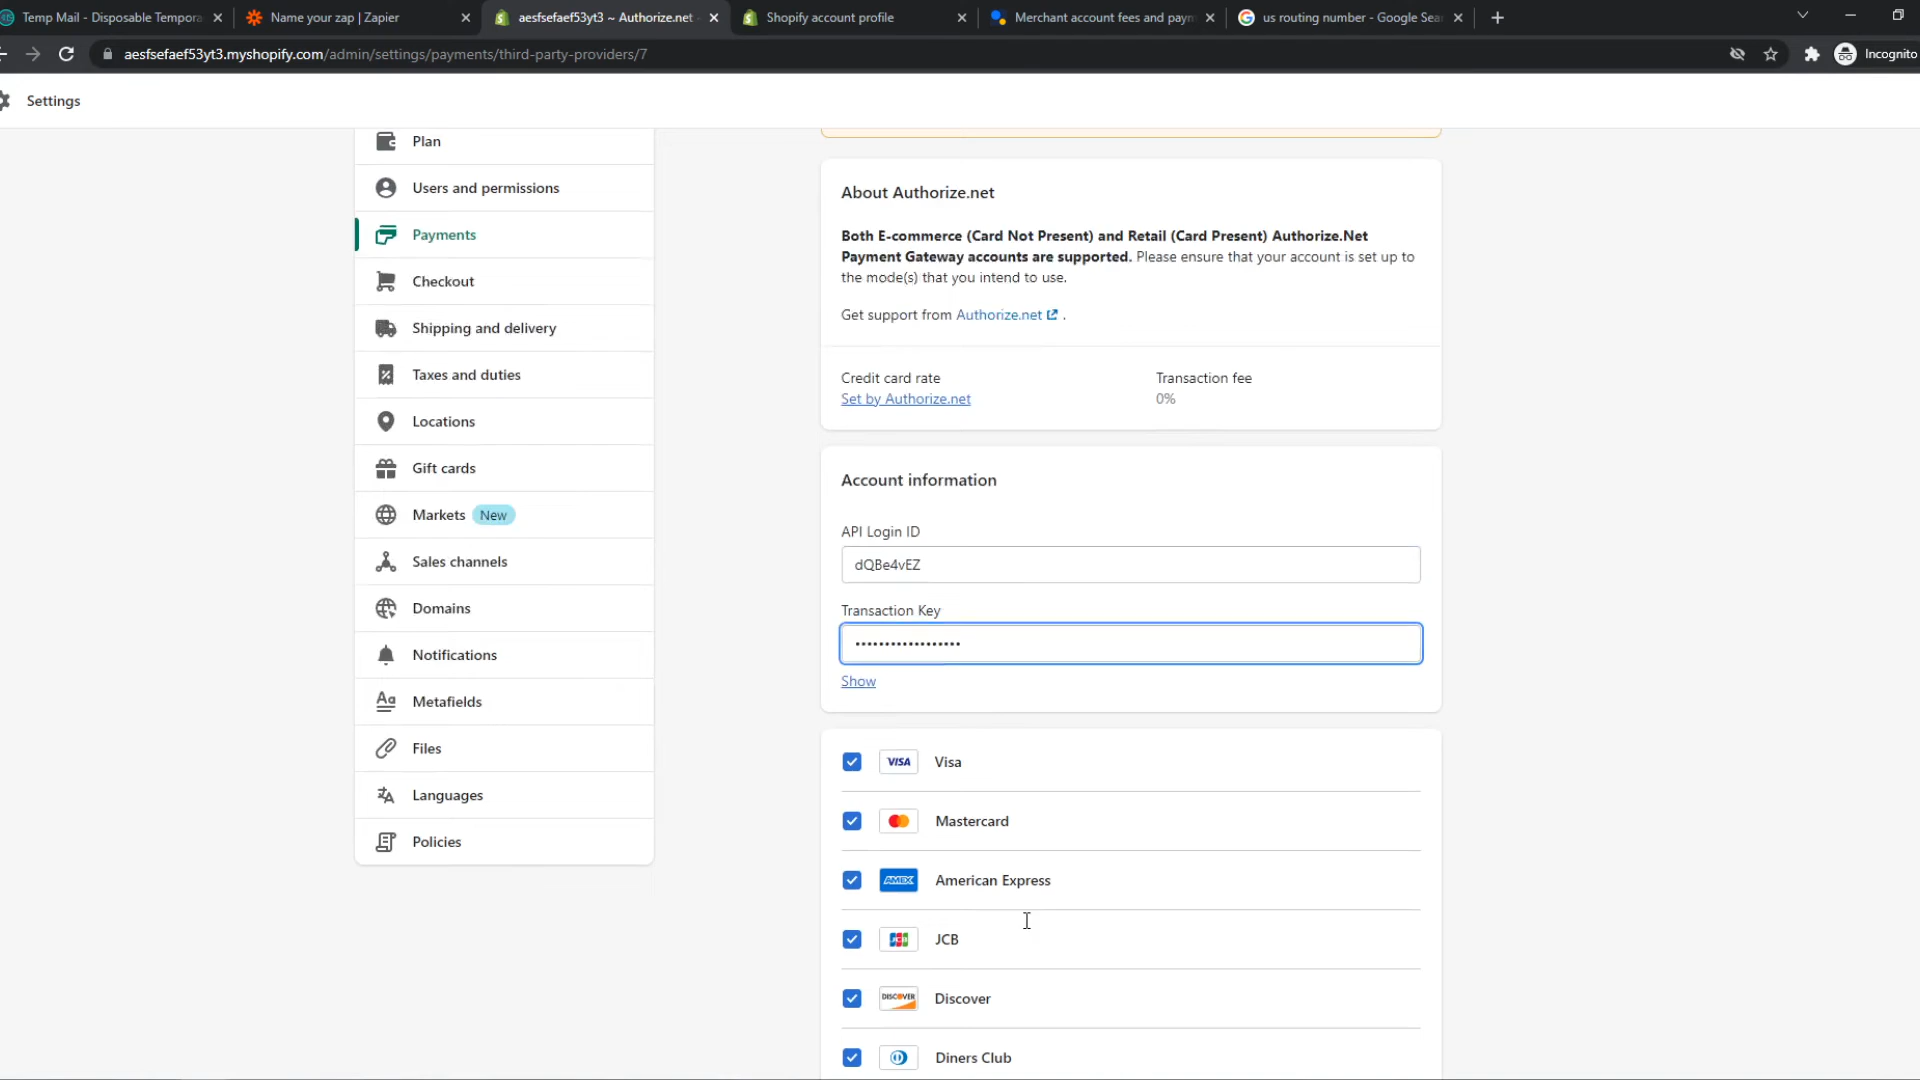 Temp Mail - Disposable Tempora
Name your zap | Zapier
aesfsefaef53yt3 ~ Authorize.net
Shopify account profile
Merchant account fees and paym
us routing number - Google Sea
aesfsefaef53yt3.myshopify.com/admin/settings/payments/third-party-providers/7
Incognito
Settings
Plan
Users and permissions
Payments
Checkout
Shipping and delivery
Taxes and duties
Locations
Gift cards
Markets New
Sales channels
Domains
Notifications
Metafields
Files
Languages
Policies
About Authorize.net
Both E-commerce (Card Not Present) and Retail (Card Present) Authorize.Net
Payment Gateway accounts are supported. Please ensure that your account is set up to
the mode(s) that you intend to use.
Get support from Authorize.net .
Credit card rate
Set by Authorize.net
Transaction fee
0%
Account information
API Login ID
dQBe4vEZ
Transaction Key
••••••••••••••••••
Show
VISA Visa
Mastercard
AMEX American Express
JCB JCB
DISCOVER Discover
Diners Club